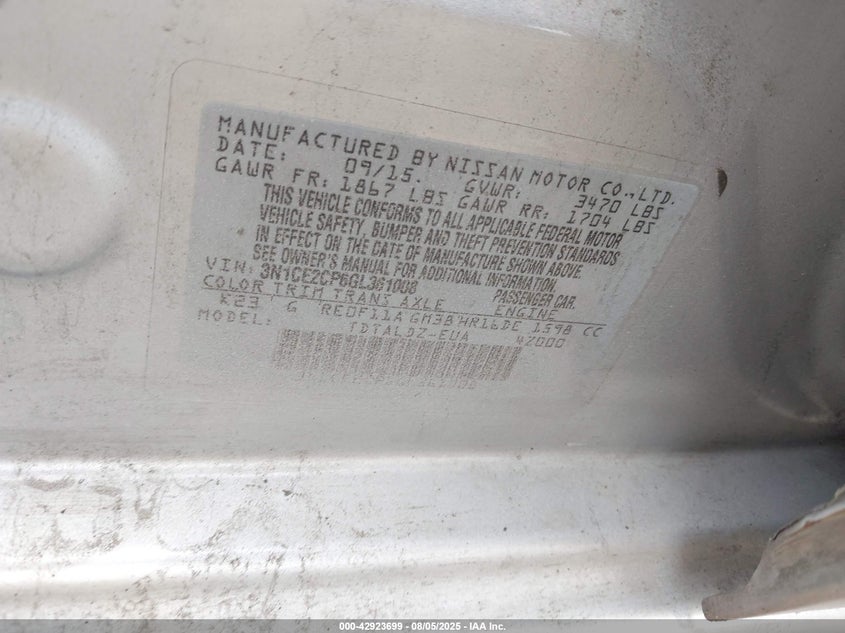 MANUFACTURED BY NISSAN MOTOR CO., LTD.
DATE: 09/15. GVWR: 3470 LBS
GAWR FR: 1867 LBS GAWR RR: 1704 LBS
THIS VEHICLE CONFORMS TO ALL APPLICABLE FEDERAL MOTOR
VEHICLE SAFETY, BUMPER AND THEFT PREVENTION STANDARDS
IN EFFECT ON THE DATE OF MANUFACTURE SHOWN ABOVE.
SEE OWNER'S MANUAL FOR ADDITIONAL INFORMATION.
VIN: 3N1CE2CP6GL361008 PASSENGER CAR.
COLOR TRIM TRANS AXLE ENGINE
K23 G RE0F11A GM38 HR16DE 1598 CC
MODEL: TDTALDZ-EUA 47000
000-42923699 - 08/05/2025 - IAA Inc.